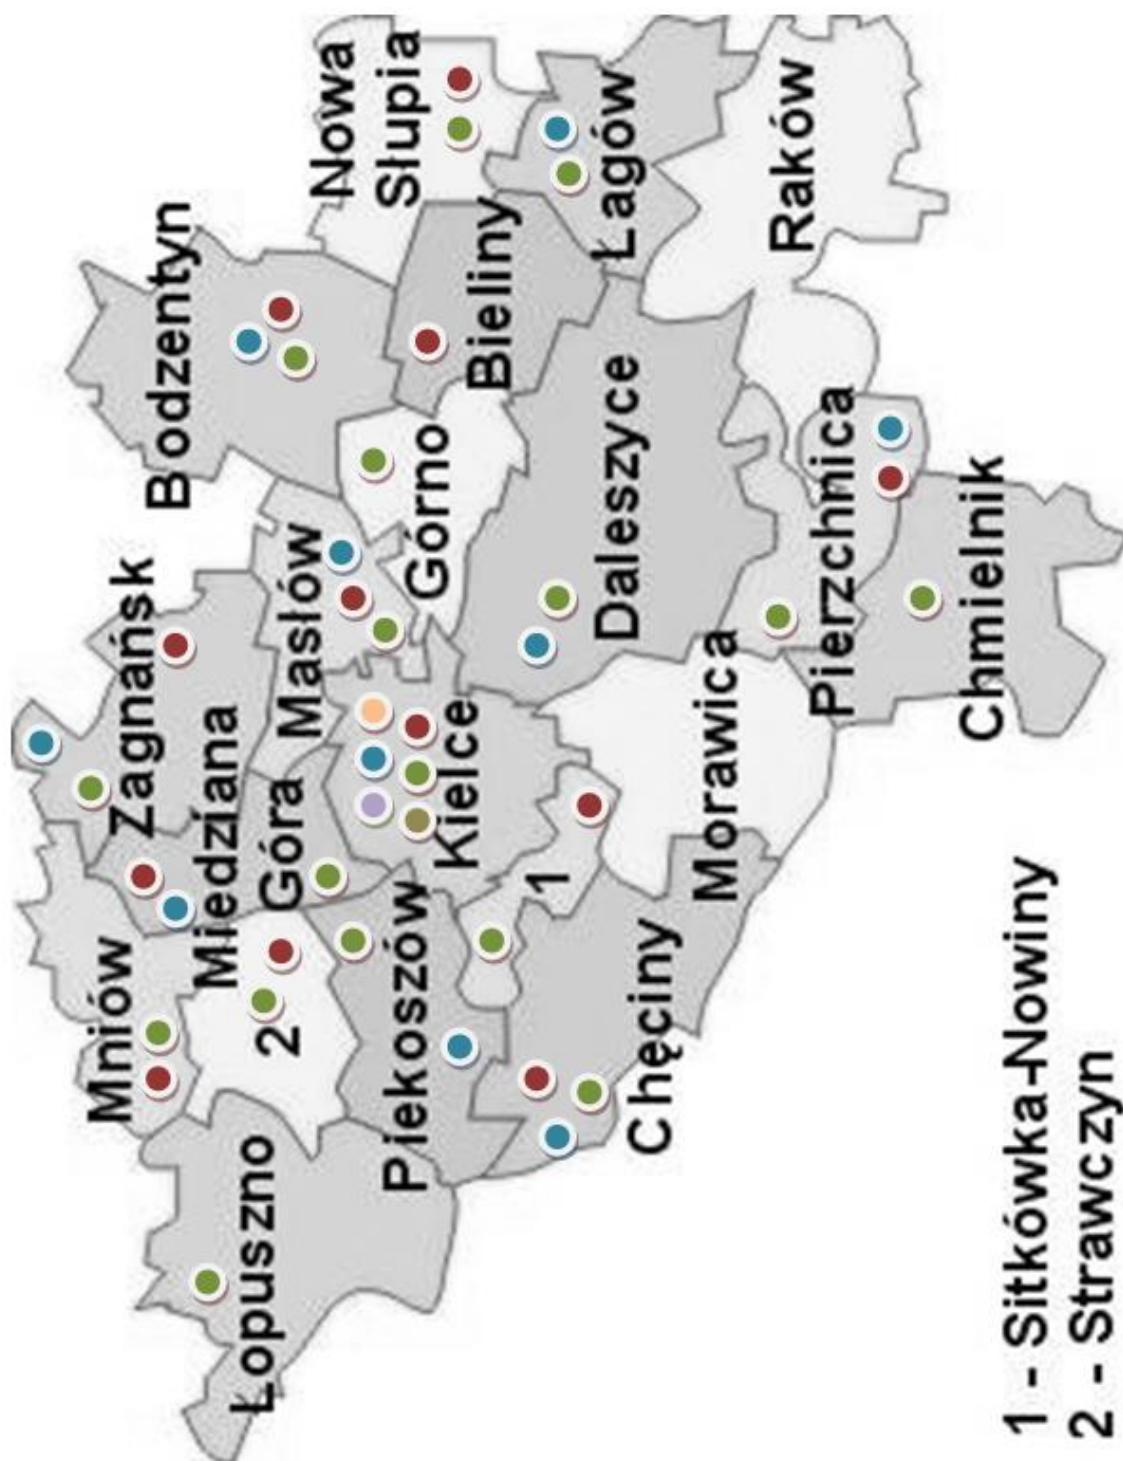 Łopuszno
Mniów
2
Miedziana
Góra
Zagnańsk
Masłów
Bodzentyn
Nowa
Słupia
Piekoszów
Kielce
Górno
Bieliny
Łagów
Chęciny
1
Morawica
Daleszyce
Raków
Pierzchnica
Chmielnik
1 - Sitkówka-Nowiny
2 - Strawczyn